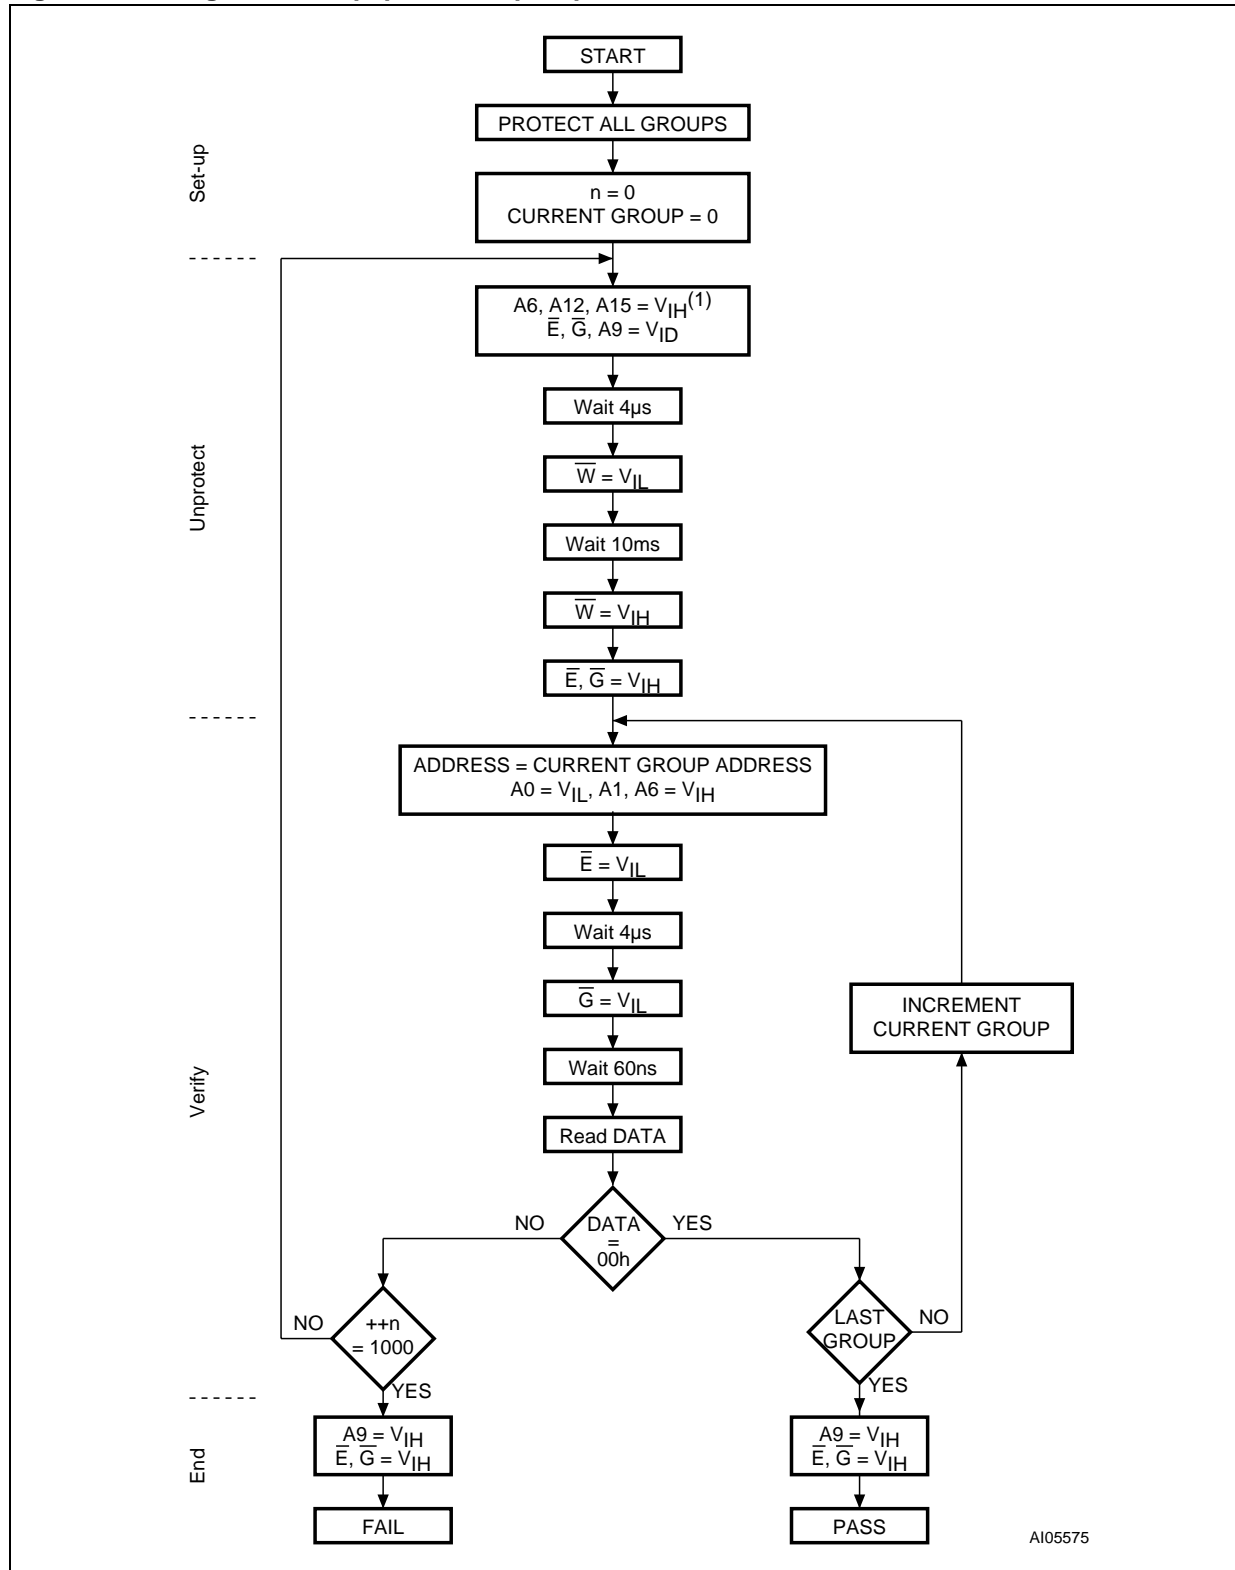 START
PROTECT ALL GROUPS
Set-up
n = 0
CURRENT GROUP = 0
A6, A12, A15 = VIH(1)
E̅, G̅, A9 = VID
Wait 4µs
W̅ = VIL
Unprotect
Wait 10ms
W̅ = VIH
E̅, G̅ = VIH
ADDRESS = CURRENT GROUP ADDRESS
A0 = VIL, A1, A6 = VIH
E̅ = VIL
Wait 4µs
G̅ = VIL
INCREMENT
CURRENT GROUP
Wait 60ns
Verify
Read DATA
NO
DATA
=
00h
YES
NO
++n
= 1000
YES
LAST
GROUP
NO
YES
End
A9 = VIH
E̅, G̅ = VIH
A9 = VIH
E̅, G̅ = VIH
FAIL
PASS
AI05575